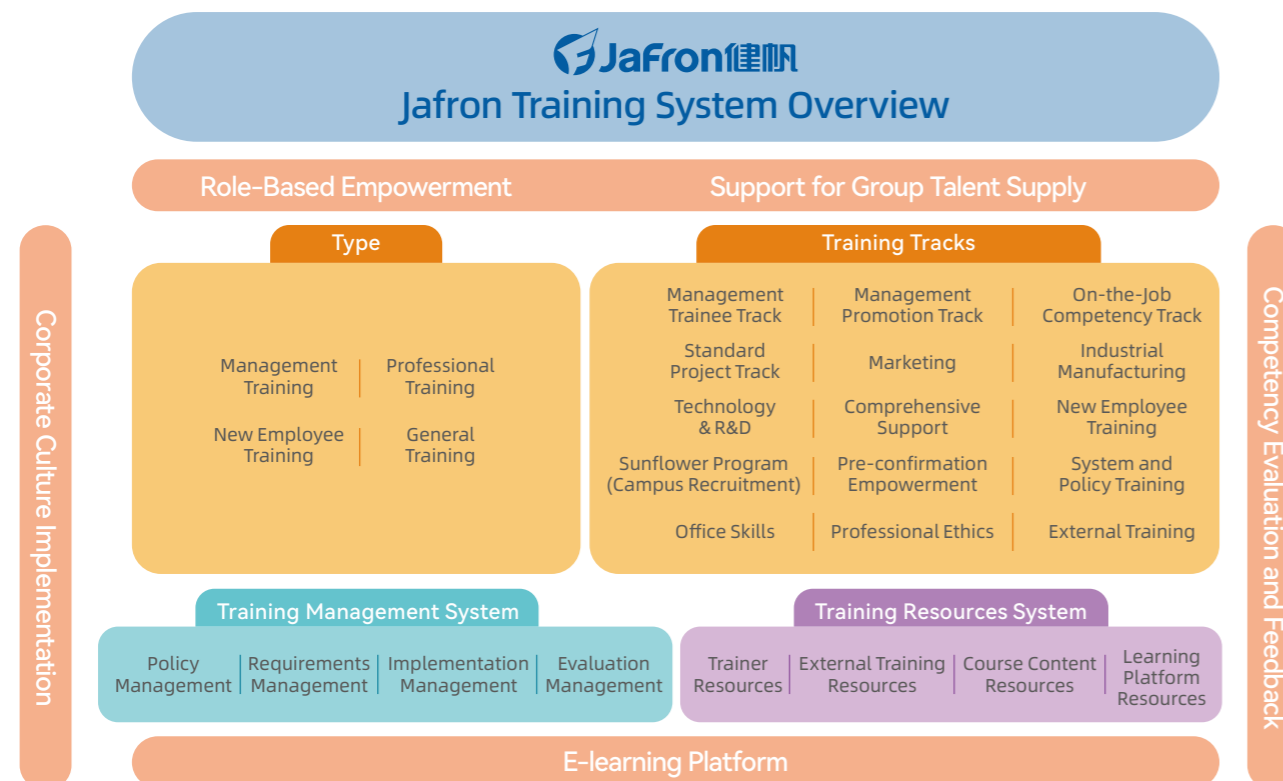 JaFron健帆
Jafron Training System Overview
Role-Based Empowerment
Support for Group Talent Supply
Corporate Culture Implementation
Type
Management
Training
Professional
Training
New Employee
Training
General
Training
Training Tracks
Management
Trainee Track
Management
Promotion Track
On-the-Job
Competency Track
Standard
Project Track
Marketing
Industrial
Manufacturing
Technology
& R&D
Comprehensive
Support
New Employee
Training
Sunflower Program
(Campus Recruitment)
Pre-confirmation
Empowerment
System and
Policy Training
Office Skills
Professional Ethics
External Training
Competency Evaluation and Feedback
Training Management System
Policy
Management
Requirements
Management
Implementation
Management
Evaluation
Management
Training Resources System
Trainer
Resources
External Training
Resources
Course Content
Resources
Learning
Platform
Resources
E-learning Platform